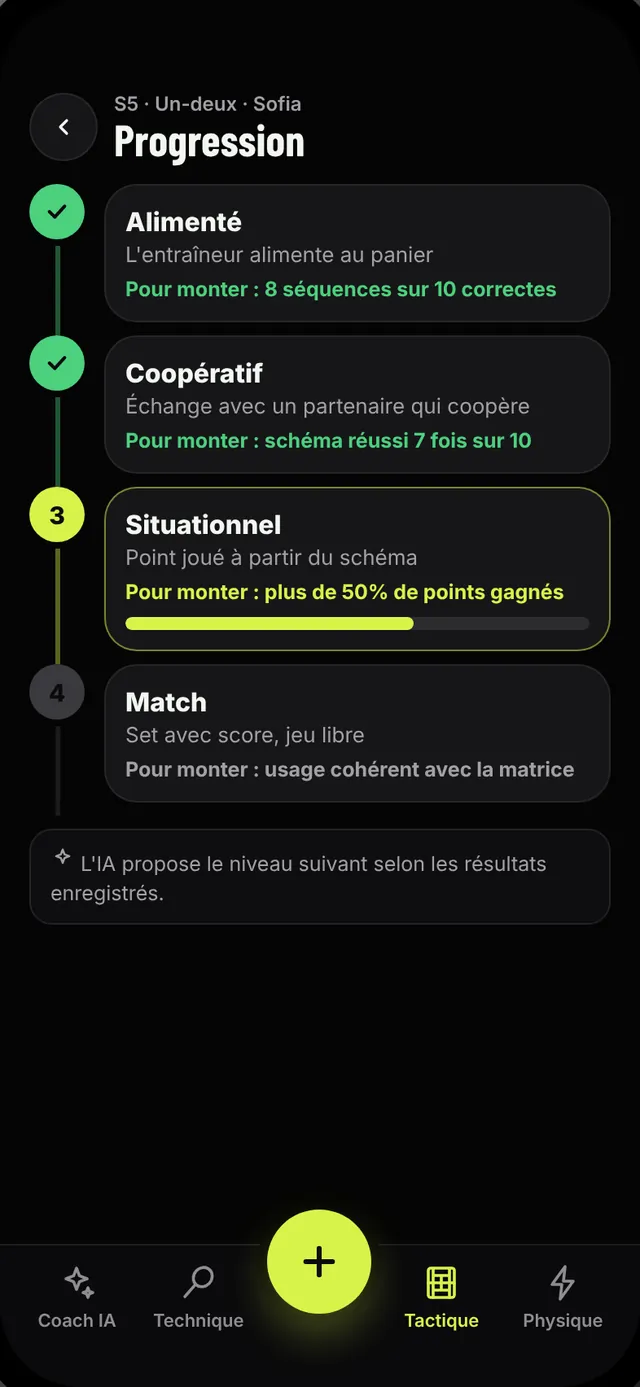 S5 · Un-deux · Sofia
Progression
Alimenté
L'entraîneur alimente au panier
Pour monter : 8 séquences sur 10 correctes
Coopératif
Échange avec un partenaire qui coopère
Pour monter : schéma réussi 7 fois sur 10
3
Situationnel
Point joué à partir du schéma
Pour monter : plus de 50% de points gagnés
4
Match
Set avec score, jeu libre
Pour monter : usage cohérent avec la matrice
L'IA propose le niveau suivant selon les résultats
enregistrés.
Coach IA
Technique
Tactique
Physique